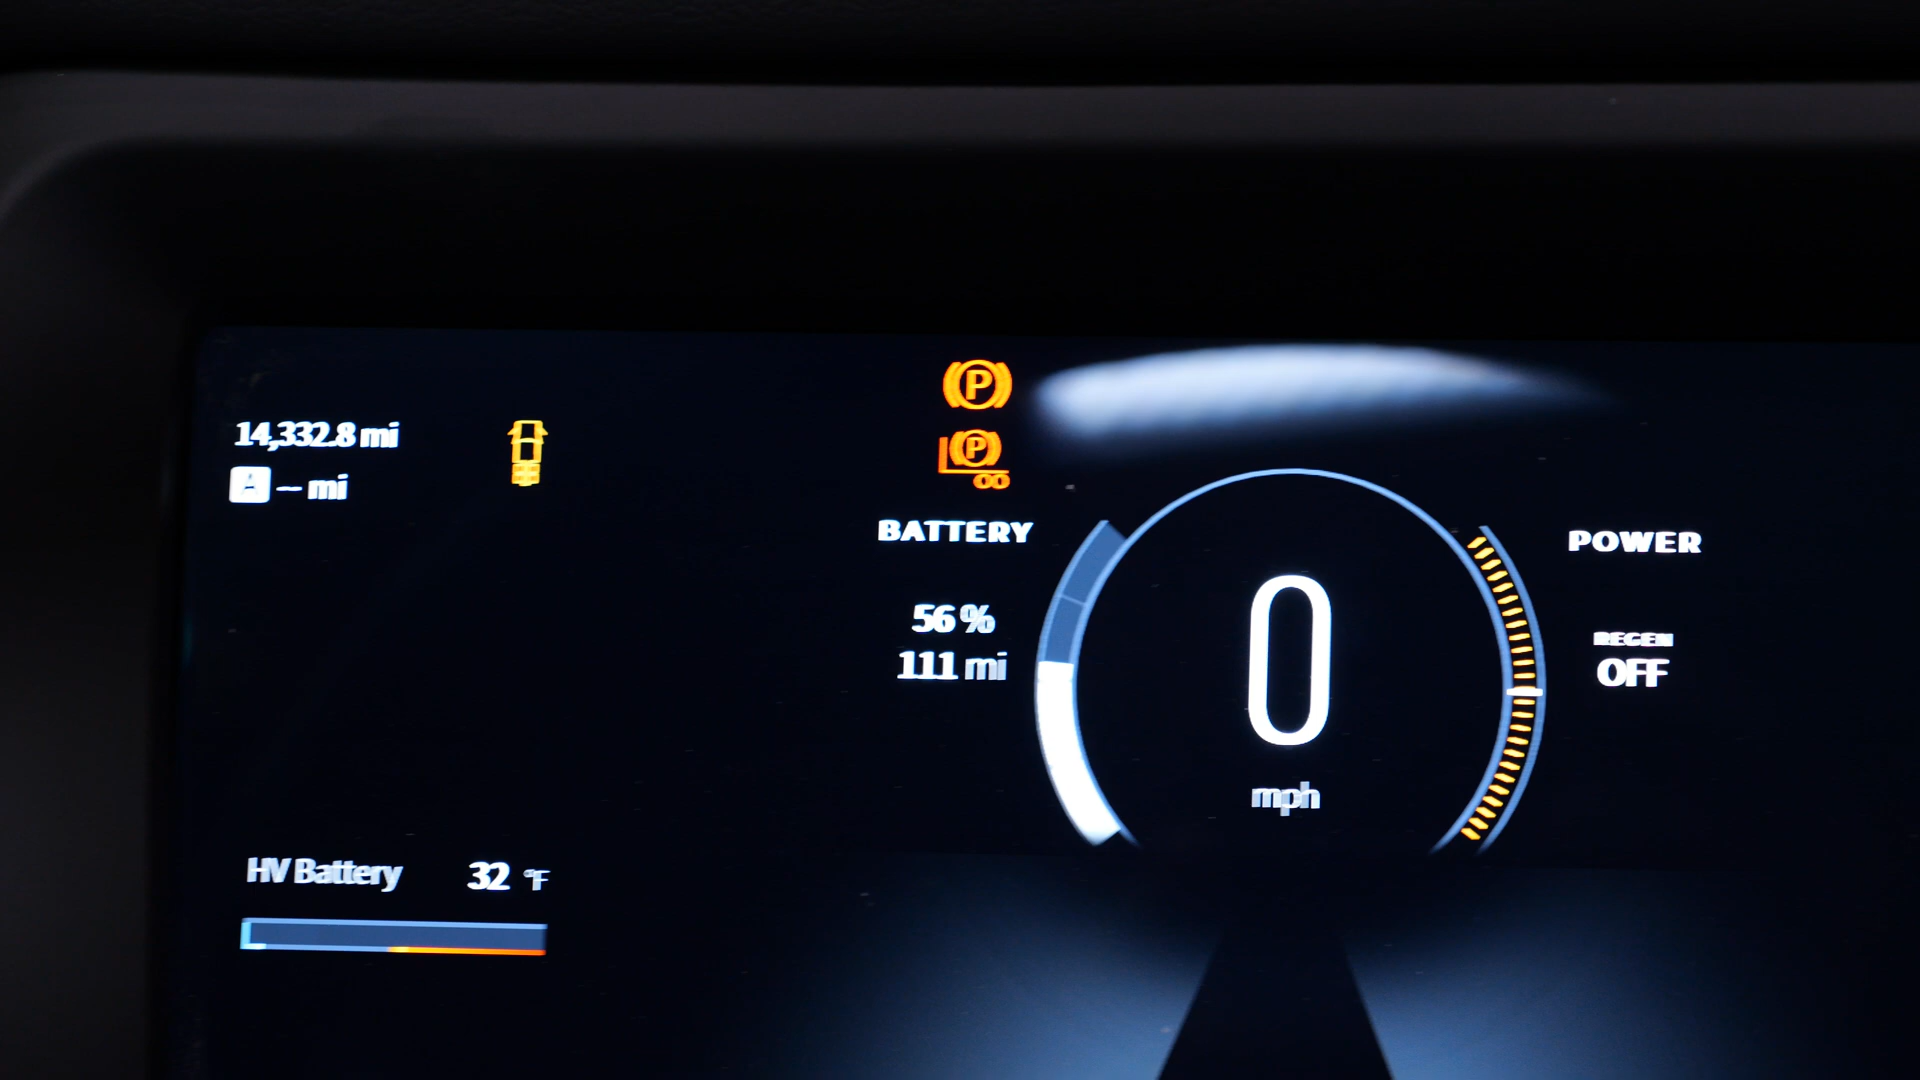 14,332.8 mi
A -- mi
P
P
BATTERY
56 %
111 mi
0
mph
POWER
REGEN
OFF
HV Battery 32 °F